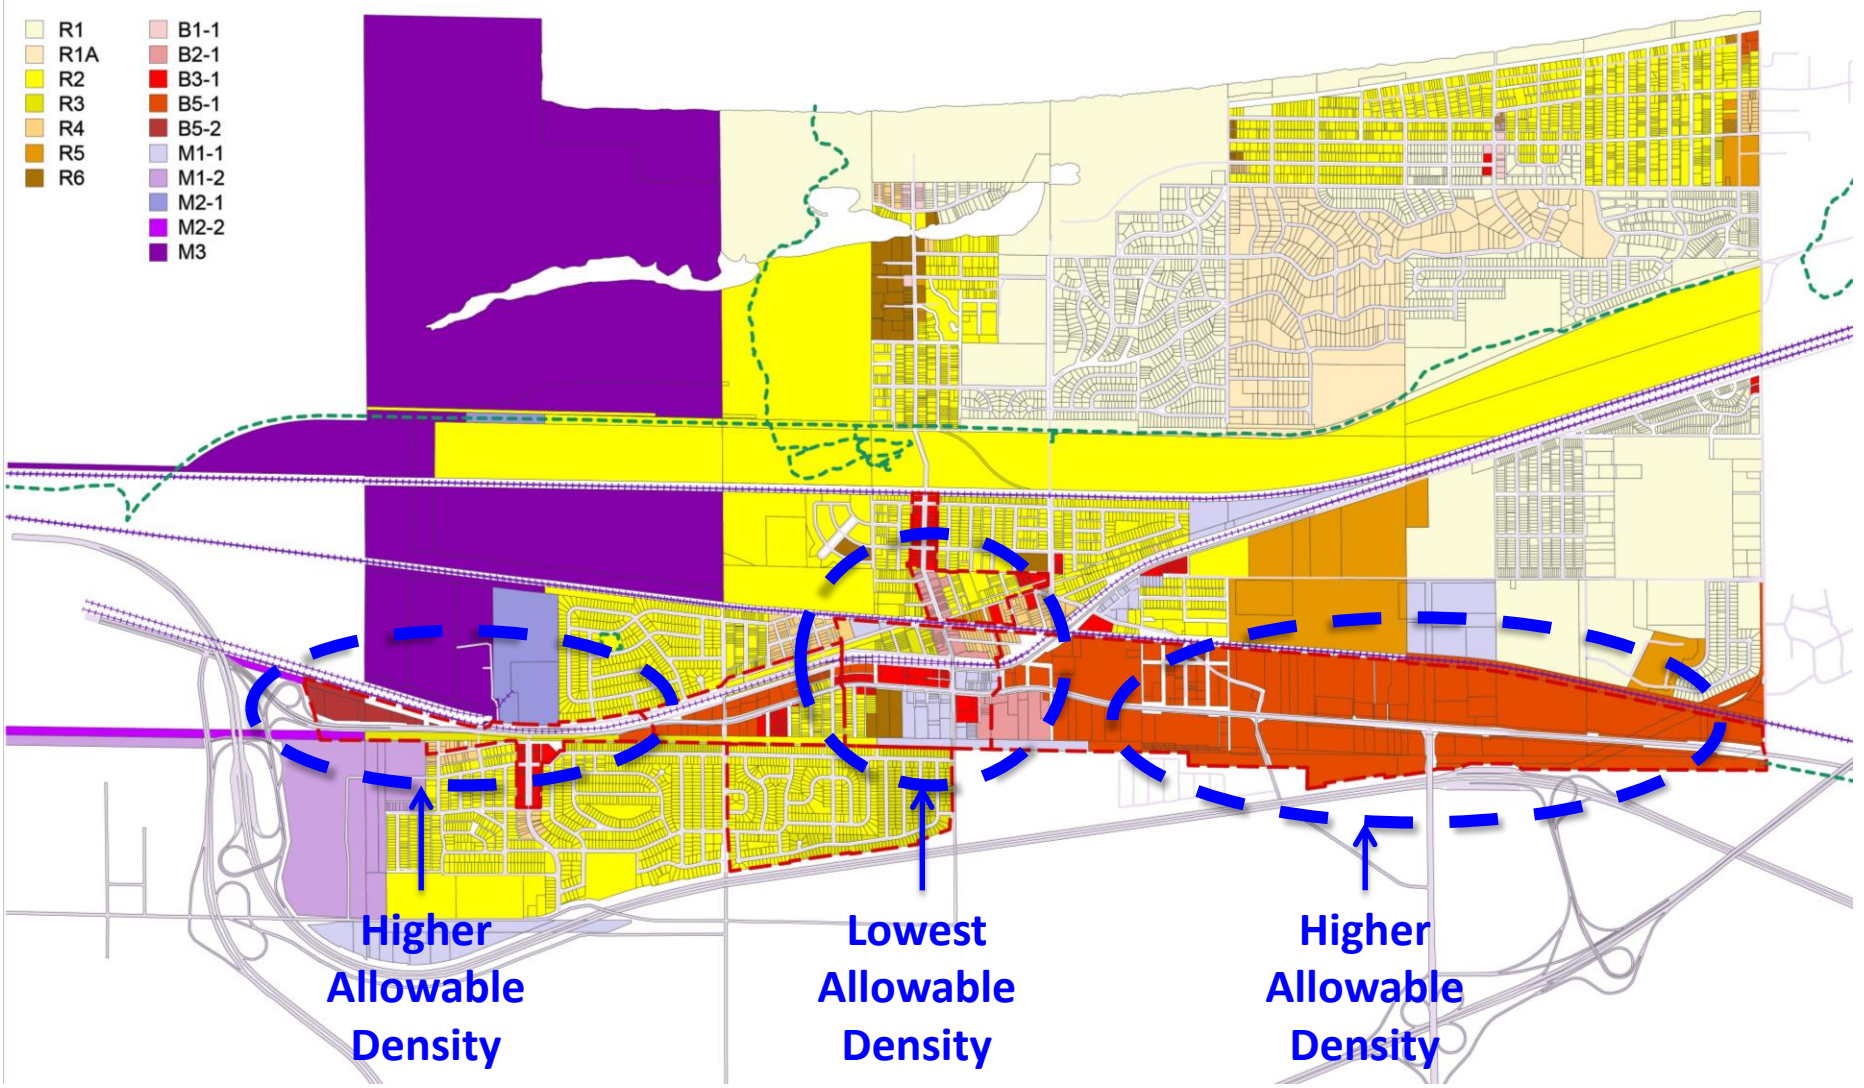 R1
R1A
R2
R3
R4
R5
R6
B1-1
B2-1
B3-1
B5-1
B5-2
M1-1
M1-2
M2-1
M2-2
M3
Higher
Allowable
Density
Lowest
Allowable
Density
Higher
Allowable
Density